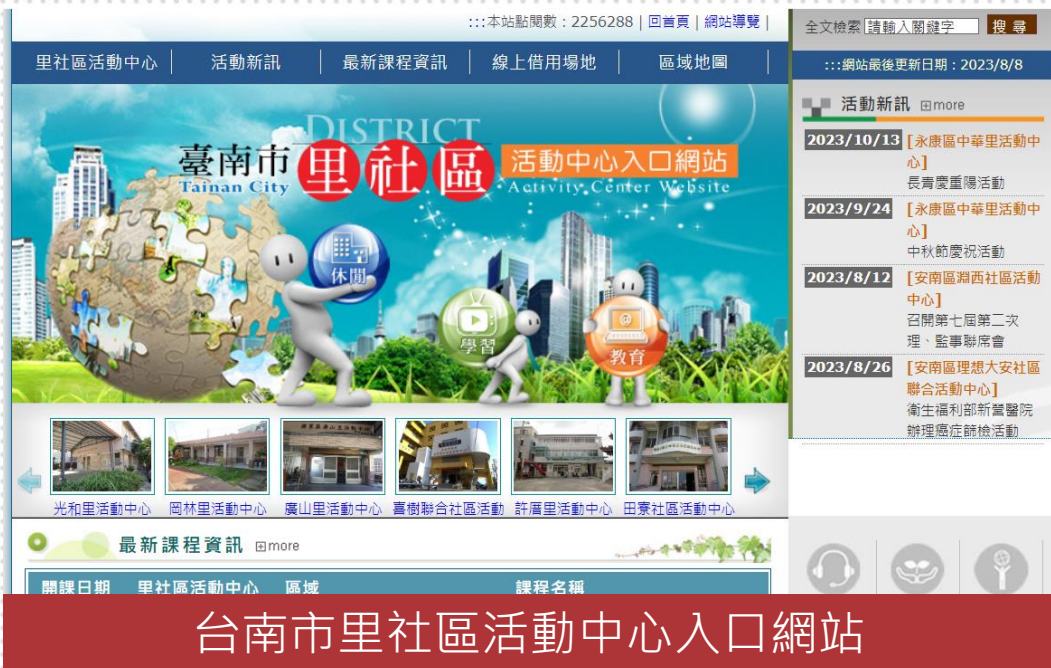 :::本站點閱數：2256288 | 回首頁 | 網站導覽 |
全文檢索 請輸入關鍵字 搜尋
里社區活動中心 | 活動新訊 | 最新課程資訊 | 線上借用場地 | 區域地圖 |
:::網站最後更新日期：2023/8/8
DISTRICT
臺南市 里社區 活動中心入口網站
Tainan City Activity Center Website
休閒
學習
教育
活動新訊 more
2023/10/13 [永康區中華里活動中
心]
長青慶重陽活動
2023/9/24 [永康區中華里活動中
心]
中秋節慶祝活動
2023/8/12 [安南區淵西社區活動
中心]
召開第七屆第二次
理、監事聯席會
2023/8/26 [安南區理想大安社區
聯合活動中心]
衛生福利部新營醫院
辦理癌症篩檢活動
光和里活動中心 岡林里活動中心 廣山里活動中心 喜樹聯合社區活動 許厝里活動中心 田寮社區活動中心
最新課程資訊 more
開課日期 里社區活動中心 區域 課程名稱
台南市里社區活動中心入口網站